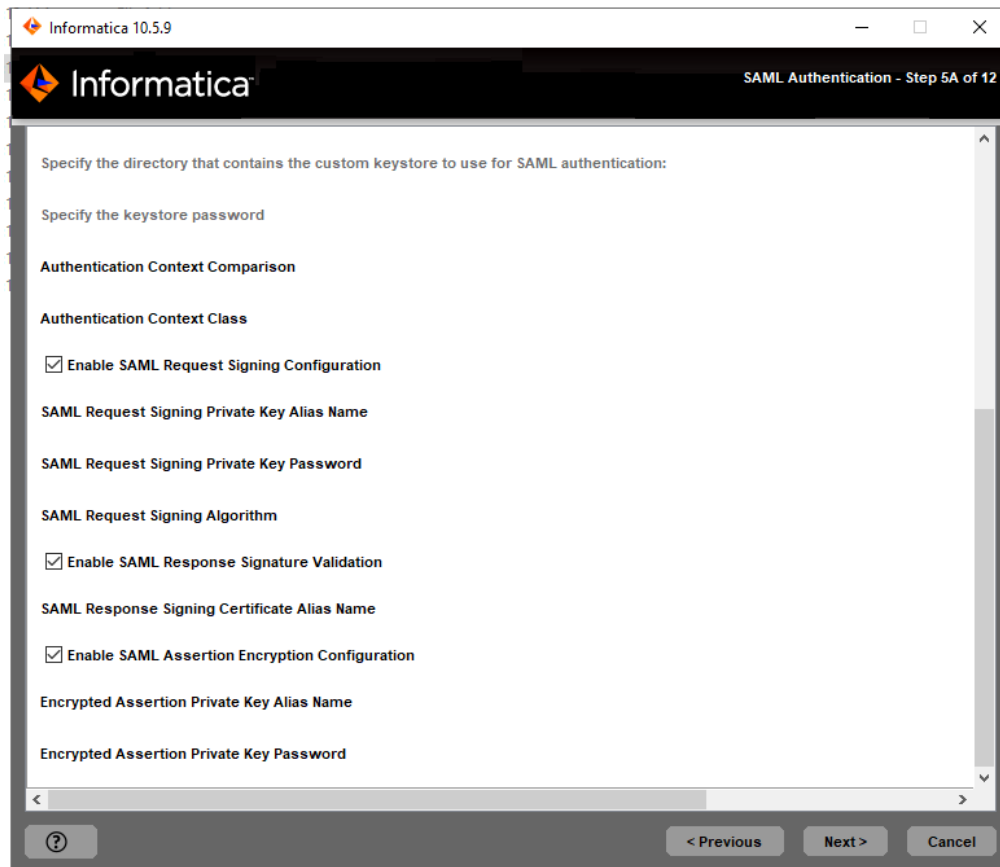 Informatica 10.5.9
Informatica
SAML Authentication - Step 5A of 12
Specify the directory that contains the custom keystore to use for SAML authentication:
Specify the keystore password
Authentication Context Comparison
Authentication Context Class
Enable SAML Request Signing Configuration
SAML Request Signing Private Key Alias Name
SAML Request Signing Private Key Password
SAML Request Signing Algorithm
Enable SAML Response Signature Validation
SAML Response Signing Certificate Alias Name
Enable SAML Assertion Encryption Configuration
Encrypted Assertion Private Key Alias Name
Encrypted Assertion Private Key Password
?
< Previous
Next >
Cancel